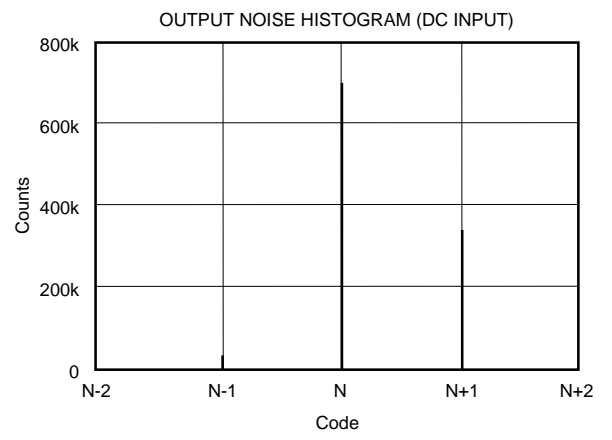 OUTPUT NOISE HISTOGRAM (DC INPUT)
800k
600k
400k
200k
0
Counts
N-2 N-1 N N+1 N+2
Code